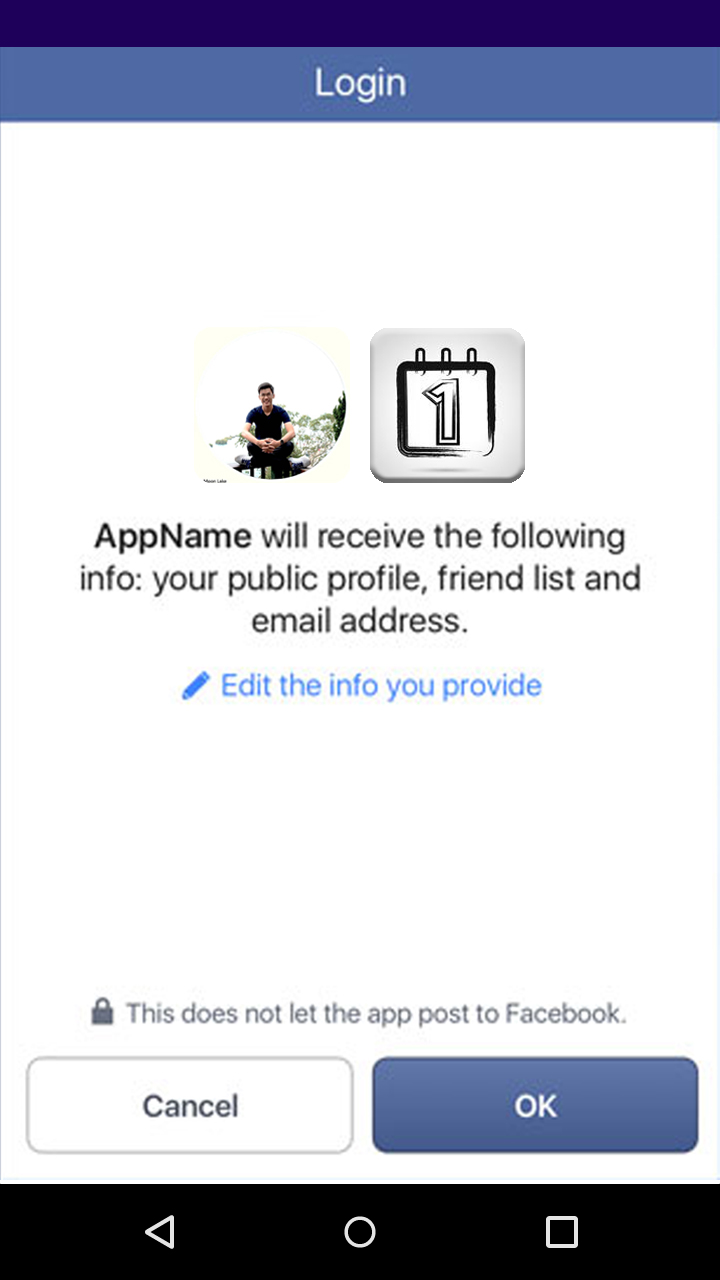 Login
1
AppName will receive the following
info: your public profile, friend list and
email address.
Edit the info you provide
This does not let the app post to Facebook.
Cancel
OK